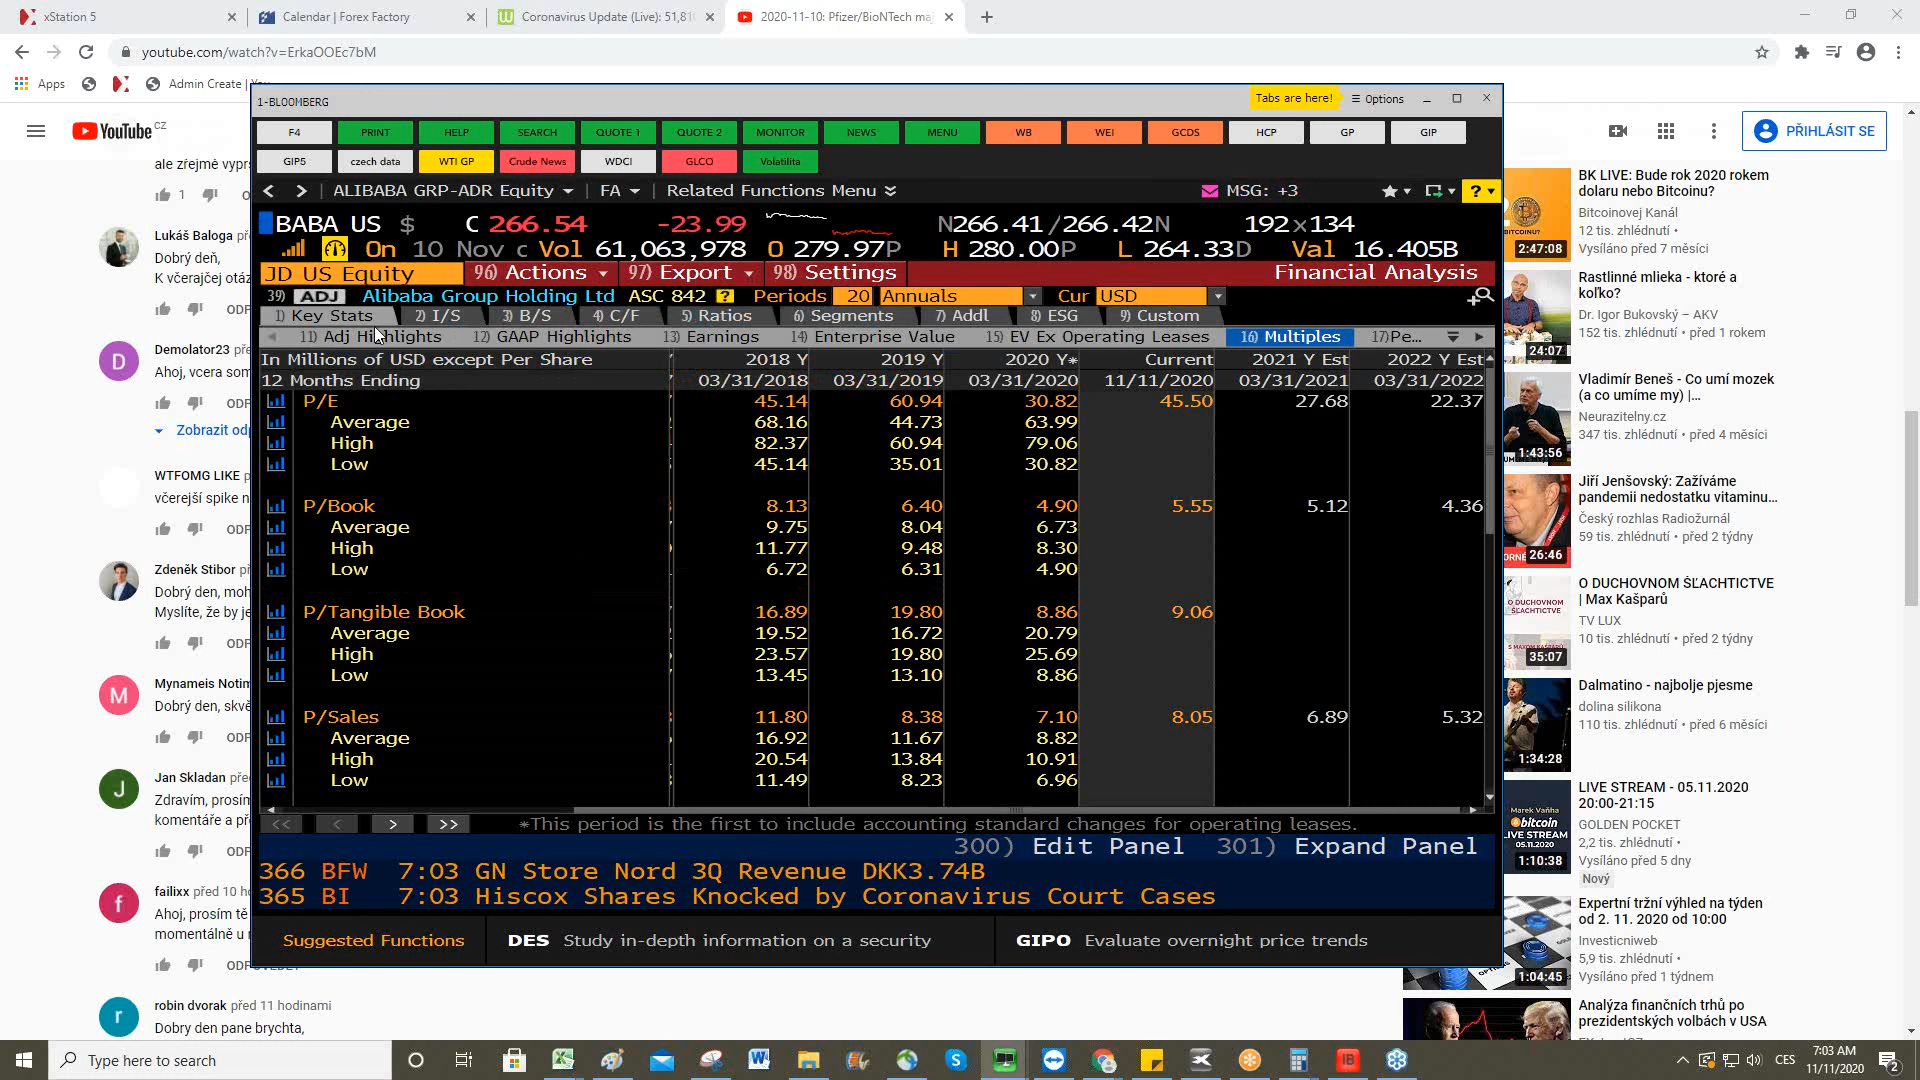 xStation 5
Calendar | Forex Factory
Coronavirus Update (Live): 51,81
2020-11-10: Pfizer/BioNTech ma
youtube.com/watch?v=ErkaOOEc7bM
Apps
Admin Create | You
1-BLOOMBERG
Tabs are here!
Options
F4 PRINT HELP SEARCH QUOTE 1 QUOTE 2 MONITOR NEWS MENU WB WEI GCDS HCP GP GIP
GIP5 czech data WTI GP Crude News WDCI GLCO Volatilita
ALIBABA GRP-ADR Equity FA Related Functions Menu MSG: +3 ?
BABA US $ C 266.54 -23.99 N266.41/266.42N 192x134
On 10 Nov c Vol 61,063,978 O 279.97P H 280.00P L 264.33D Val 16.405B
JD US Equity 96) Actions 97) Export 98) Settings Financial Analysis
39) ADJ Alibaba Group Holding Ltd ASC 842 ? Periods 20 Annuals Cur USD
1) Key Stats 2) I/S 3) B/S 4) C/F 5) Ratios 6) Segments 7) Addl 8) ESG 9) Custom
11) Adj Highlights 12) GAAP Highlights 13) Earnings 14) Enterprise Value 15) EV Ex Operating Leases 16) Multiples 17)Pe...
In Millions of USD except Per Share 2018 Y 2019 Y 2020 Y* Current 2021 Y Est 2022 Y Est
12 Months Ending 03/31/2018 03/31/2019 03/31/2020 11/11/2020 03/31/2021 03/31/2022
P/E 45.14 60.94 30.82 45.50 27.68 22.37
Average 68.16 44.73 63.99
High 82.37 60.94 79.06
Low 45.14 35.01 30.82
P/Book 8.13 6.40 4.90 5.55 5.12 4.36
Average 9.75 8.04 6.73
High 11.77 9.48 8.30
Low 6.72 6.31 4.90
P/Tangible Book 16.89 19.80 8.86 9.06
Average 19.52 16.72 20.79
High 23.57 19.80 25.69
Low 13.45 13.10 8.86
P/Sales 11.80 8.38 7.10 8.05 6.89 5.32
Average 16.92 11.67 8.82
High 20.54 13.84 10.91
Low 11.49 8.23 6.96
<< < > >> *This period is the first to include accounting standard changes for operating leases.
300) Edit Panel 301) Expand Panel
366 BFW 7:03 GN Store Nord 3Q Revenue DKK3.74B
365 BI 7:03 Hiscox Shares Knocked by Coronavirus Court Cases
Suggested Functions DES Study in-depth information on a security GIPO Evaluate overnight price trends
YouTube CZ
PŘIHLÁSIT SE
ale zřejmě vyprs
1
Lukáš Baloga
Dobrý deň,
K včerajčej otáz
Demolator23
Ahoj, vcera som
Zobrazit
WTFOMG LIKE
včerejší spike n
Zdeněk Stibor
Dobrý den, moh
Myslíte, že by je
M
Mynameis Notim
Dobrý den, skvě
J
Jan Skladan
Zdravím, prosím
komentáře a
f
failixx před 10
Ahoj, prosím tě
momentálně u
r
robin dvorak před 11 hodinami
Dobry den pane brychta,
BK LIVE: Bude rok 2020 rokem
dolaru nebo Bitcoinu?
Bitcoinovej Kanál
12 tis. zhlédnutí •
Vysíláno před 7 měsíci
2:47:08
Rastlinné mlieka - ktoré a
koľko?
Dr. Igor Bukovský – AKV
152 tis. zhlédnutí • před 1 rokem
24:07
Vladimír Beneš - Co umí mozek
(a co umíme my) |...
Neurazitelny.cz
347 tis. zhlédnutí • před 4 měsíci
1:43:56
Jiří Jenšovský: Zažíváme
pandemii nedostatku vitaminu...
Český rozhlas Radiožurnál
59 tis. zhlédnutí • před 2 týdny
26:46
O DUCHOVNOM ŠĽACHTICTVE
| Max Kašparů
TV LUX
10 tis. zhlédnutí • před 2 týdny
O DUCHOVNOM
ŠĽACHTICTVE
35:07
Dalmatino - najbolje pjesme
dolina silikona
110 tis. zhlédnutí • před 6 měsíci
1:34:28
LIVE STREAM - 05.11.2020
20:00-21:15
GOLDEN POCKET
2,2 tis. zhlédnutí •
Vysíláno před 5 dny
Nový
Marek Vaňha
bitcoin
LIVE STREAM
05.11.2020
1:10:38
Expertní tržní výhled na týden
od 2. 11. 2020 od 10:00
Investicniweb
5,9 tis. zhlédnutí •
Vysíláno před 1 týdnem
1:04:45
Analýza finančních trhů po
prezidentských volbách v USA
Type here to search
CES
7:03 AM
11/11/2020
2